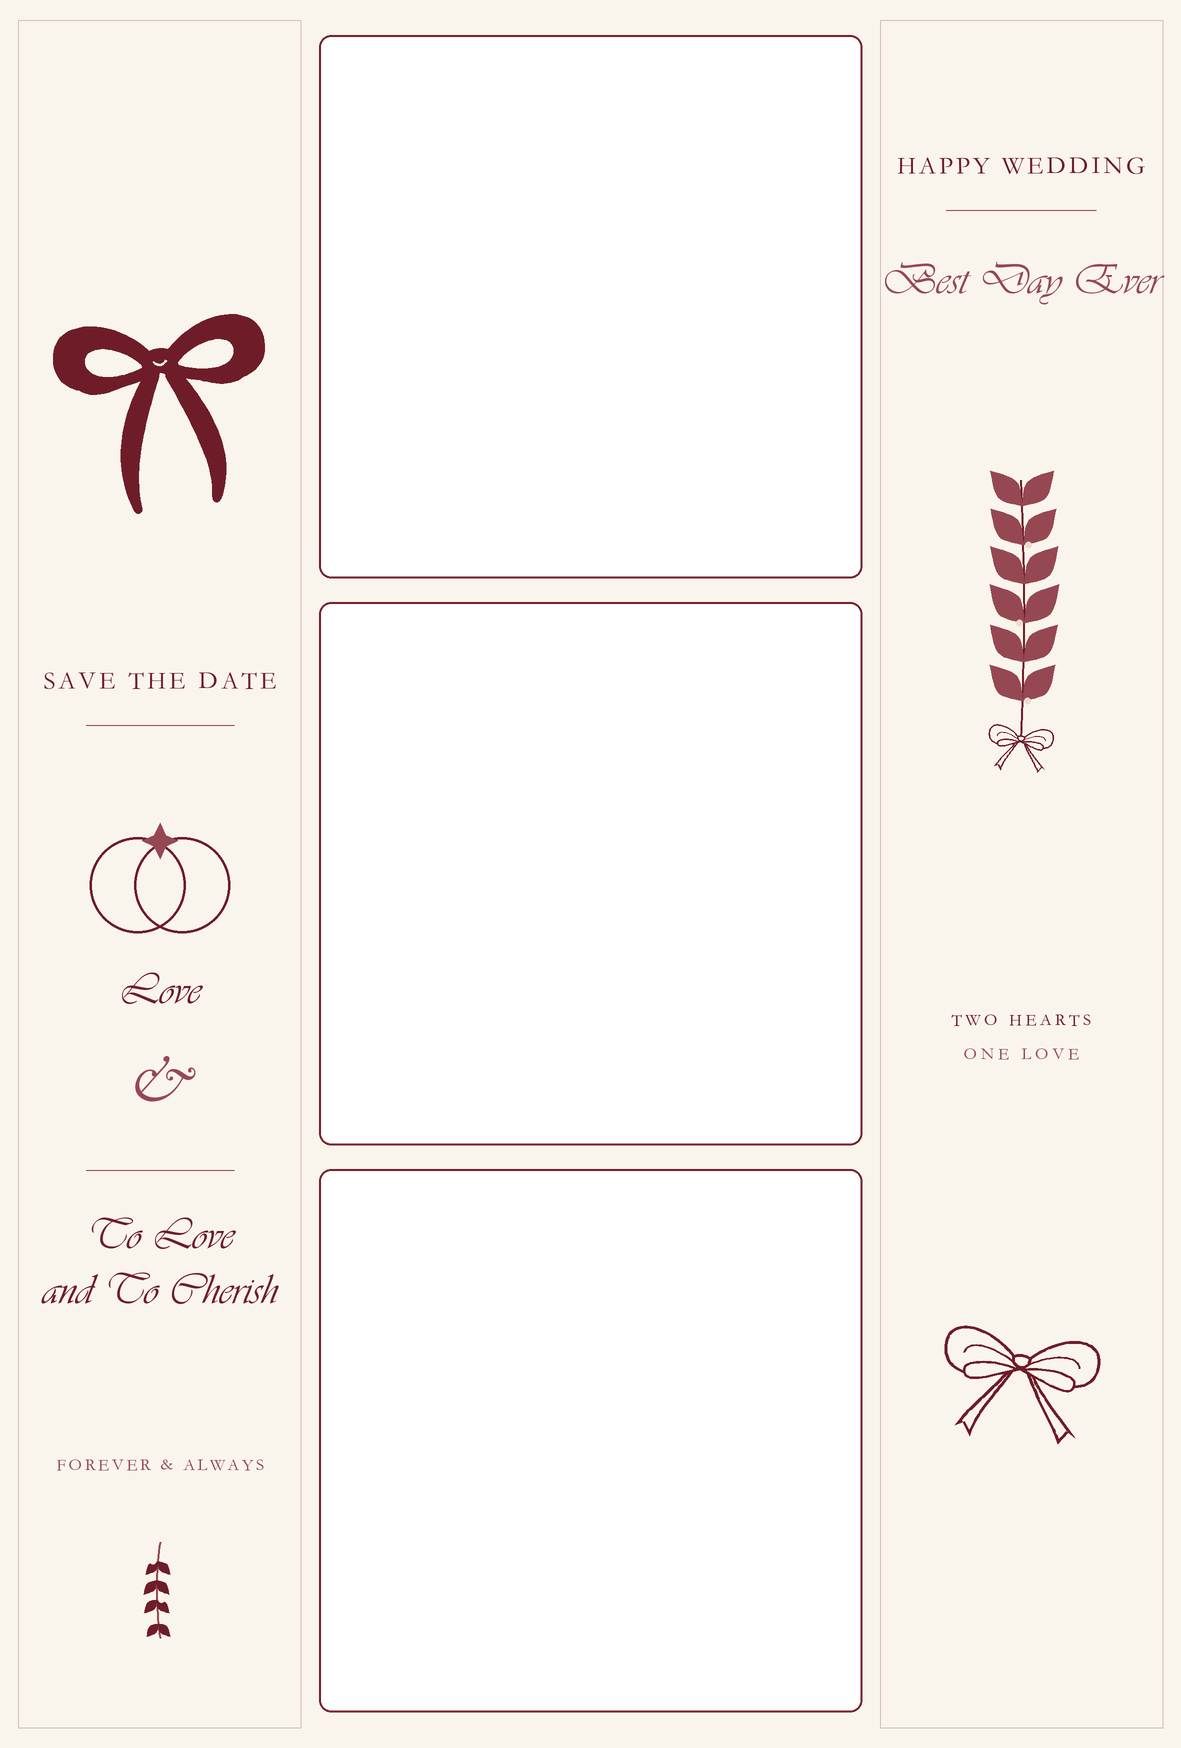 SAVE THE DATE
Love
&
To Love
and To Cherish
FOREVER & ALWAYS
HAPPY WEDDING
Best Day Ever
TWO HEARTS
ONE LOVE